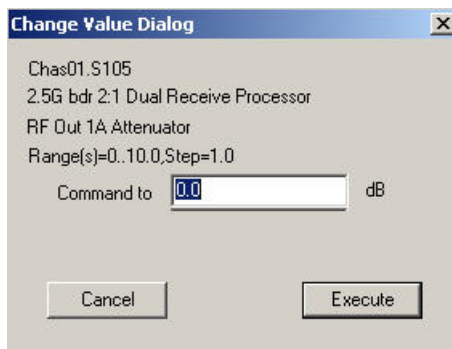 Change Value Dialog
Chas01.S105
2.5G bdr 2:1 Dual Receive Processor
RF Out 1A Attenuator
Range(s)=0..10.0,Step=1.0
Command to 0.0 dB
Cancel Execute